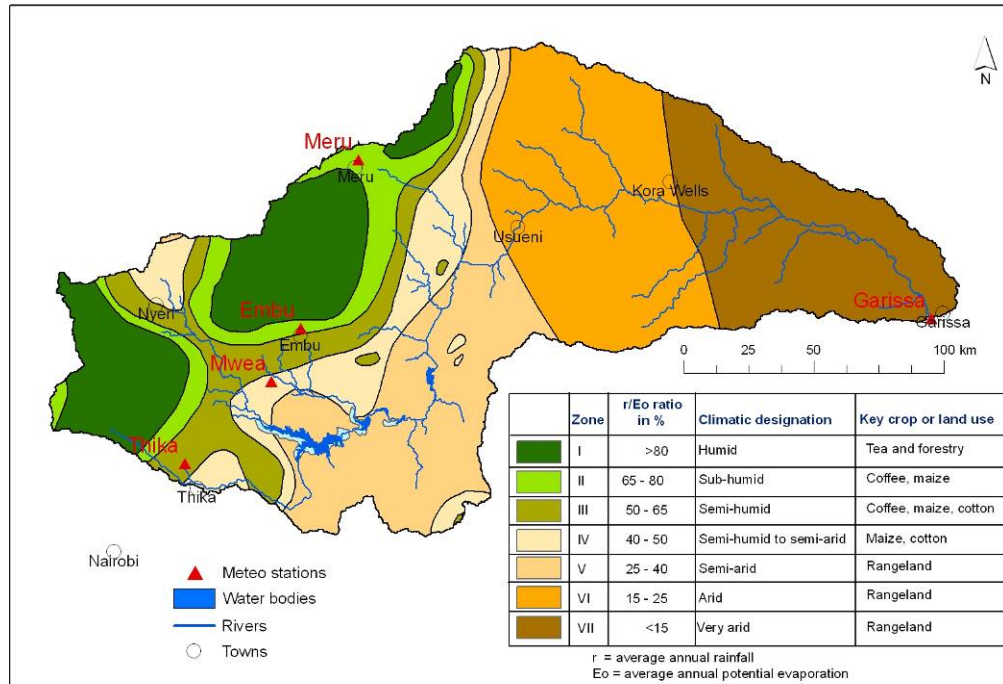 N
Meru
Meru
Kora Wells
Usueni
Nyeri
Embu
Embu
Garissa
Garissa
Mwea
Thika
Thika
Nairobi
0 25 50 100 km
Meteo stations
Water bodies
Rivers
Towns
Zone r/Eo ratio in % Climatic designation Key crop or land use
I >80 Humid Tea and forestry
II 65 - 80 Sub-humid Coffee, maize
III 50 - 65 Semi-humid Coffee, maize, cotton
IV 40 - 50 Semi-humid to semi-arid Maize, cotton
V 25 - 40 Semi-arid Rangeland
VI 15 - 25 Arid Rangeland
VII <15 Very arid Rangeland
r = average annual rainfall
Eo = average annual potential evaporation